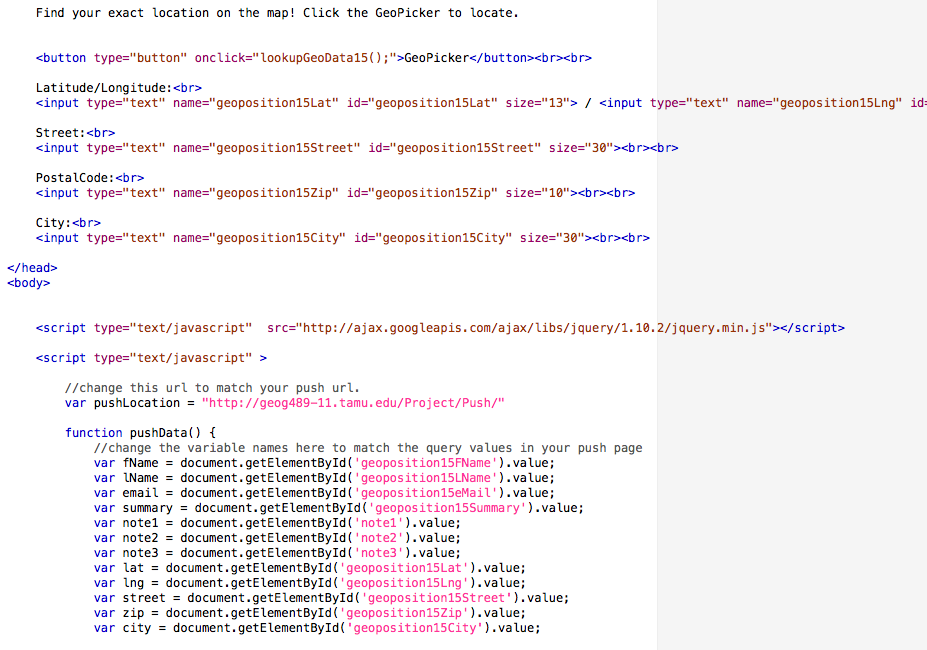 Find your exact location on the map! Click the GeoPicker to locate.
<button type="button" onclick="lookupGeoData15();">GeoPicker</button><br><br>
Latitude/Longitude:<br>
<input type="text" name="geoposition15Lat" id="geoposition15Lat" size="13"> / <input type="text" name="geoposition15Lng" id=
Street:<br>
<input type="text" name="geoposition15Street" id="geoposition15Street" size="30"><br><br>
PostalCode:<br>
<input type="text" name="geoposition15Zip" id="geoposition15Zip" size="10"><br><br>
City:<br>
<input type="text" name="geoposition15City" id="geoposition15City" size="30"><br><br>
</head>
<body>
<script type="text/javascript"  src="http://ajax.googleapis.com/ajax/libs/jquery/1.10.2/jquery.min.js"></script>
<script type="text/javascript" >
//change this url to match your push url.
var pushLocation = "http://geog489-11.tamu.edu/Project/Push/"
function pushData() {
//change the variable names here to match the query values in your push page
var fName = document.getElementById('geoposition15FName').value;
var lName = document.getElementById('geoposition15LName').value;
var email = document.getElementById('geoposition15eMail').value;
var summary = document.getElementById('geoposition15Summary').value;
var note1 = document.getElementById('note1').value;
var note2 = document.getElementById('note2').value;
var note3 = document.getElementById('note3').value;
var lat = document.getElementById('geoposition15Lat').value;
var lng = document.getElementById('geoposition15Lng').value;
var street = document.getElementById('geoposition15Street').value;
var zip = document.getElementById('geoposition15Zip').value;
var city = document.getElementById('geoposition15City').value;